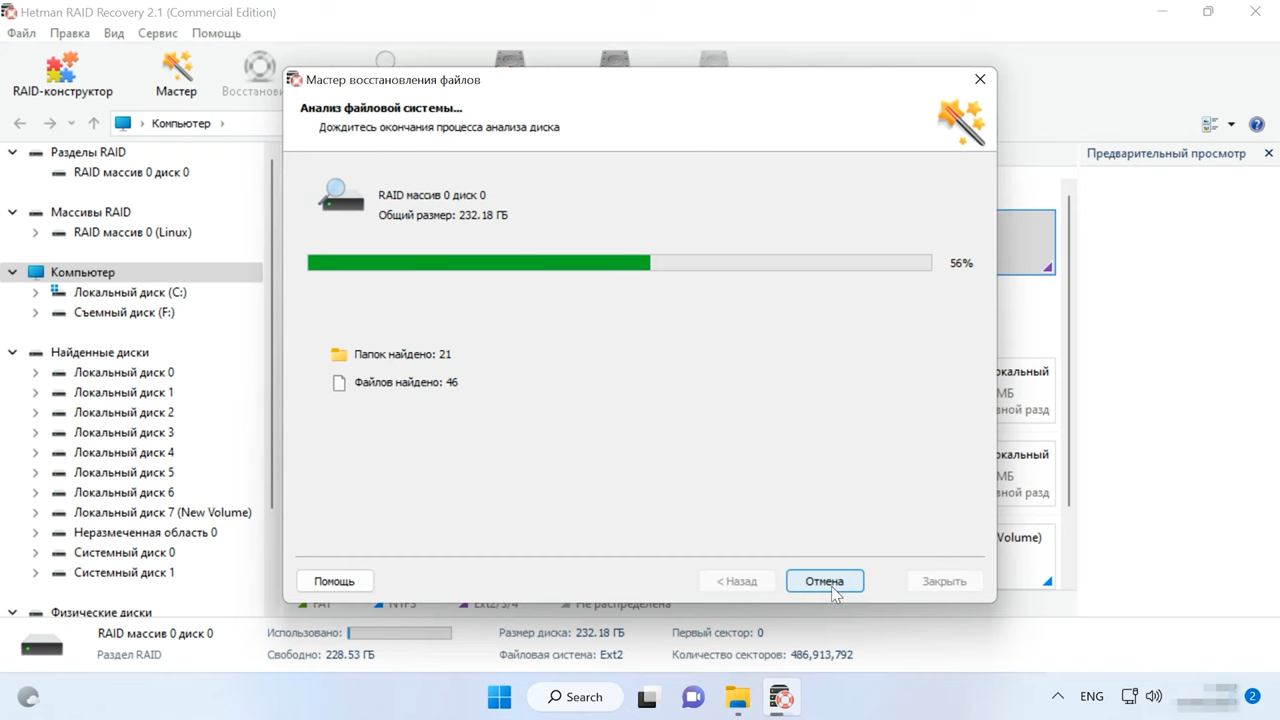 Hetman RAID Recovery 2.1 (Commercial Edition)
Файл Правка Вид Сервис Помощь
RAID-конструктор Мастер
Компьютер
Разделы RAID
RAID массив 0 диск 0
Массивы RAID
RAID массив 0 (Linux)
Компьютер
Локальный диск (C:)
Съемный диск (F:)
Найденные диски
Локальный диск 0
Локальный диск 1
Локальный диск 2
Локальный диск 3
Локальный диск 4
Локальный диск 5
Локальный диск 6
Локальный диск 7 (New Volume)
Неразмеченная область 0
Системный диск 0
Системный диск 1
Физические диски
Мастер восстановления файлов
Анализ файловой системы...
Дождитесь окончания процесса анализа диска
RAID массив 0 диск 0
Общий размер: 232.18 ГБ
56%
Папок найдено: 21
Файлов найдено: 46
Помощь < Назад Отмена Закрыть
Предварительный просмотр
МБ
МБ
Volume)
FAT NTFS Ext2/3/4 Не распределена
RAID массив 0 диск 0 Использовано: Размер диска: 232.18 ГБ Первый сектор: 0
Раздел RAID Свободно: 228.53 ГБ Файловая система: Ext2 Количество секторов: 486,913,792
Search ENG 2